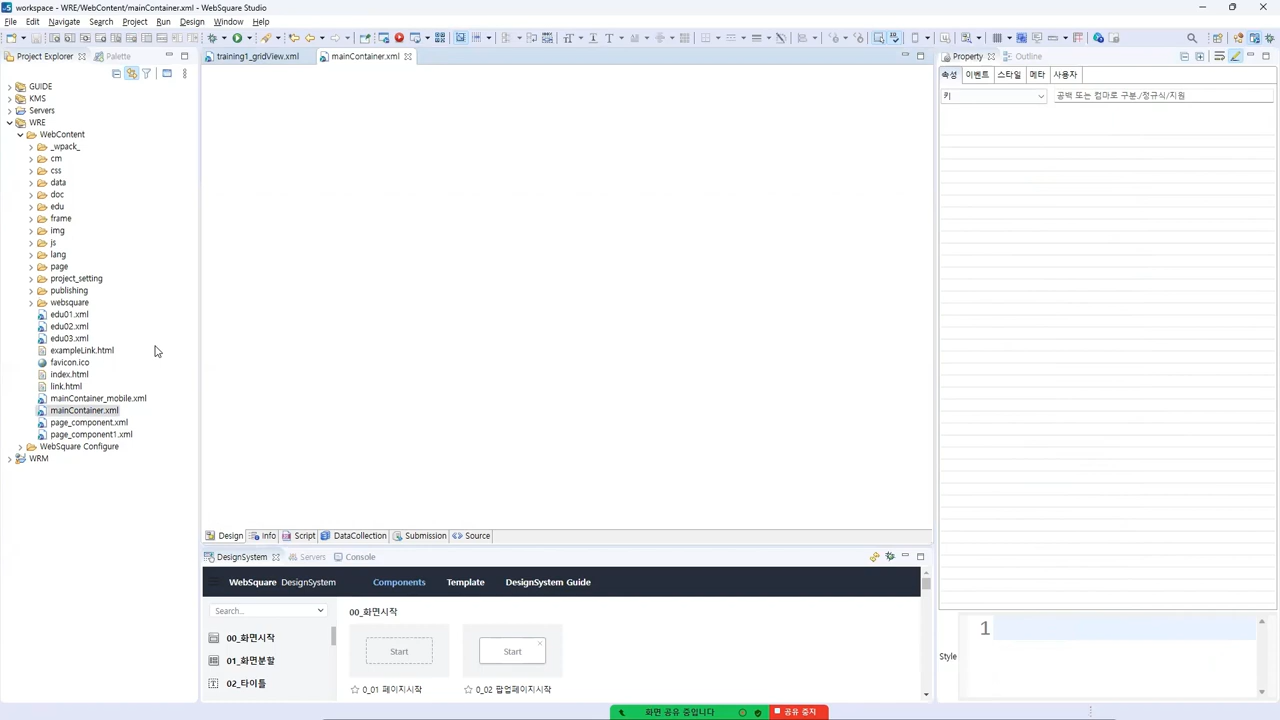 workspace - WRE/WebContent/mainContainer.xml - WebSquare Studio
File Edit Navigate Search Project Run Design Window Help
Project Explorer Palette
GUIDE
KMS
Servers
WRE
WebContent
_wpack_
cm
css
data
doc
edu
frame
img
js
lang
page
project_setting
publishing
websquare
edu01.xml
edu02.xml
edu03.xml
exampleLink.html
favicon.ico
index.html
link.html
mainContainer_mobile.xml
mainContainer.xml
page_component.xml
page_component1.xml
WebSquare Configure
WRM
training1_gridView.xml mainContainer.xml
Design Info Script DataCollection Submission Source
DesignSystem Servers Console
WebSquare DesignSystem Components Template DesignSystem Guide
Search...
00_화면시작
01_화면분할
02_타이틀
00_화면시작
Start Start
0_01 페이지시작 0_02 팝업페이지시작
Property Outline
속성 이벤트 스타일 메타 사용자
키 공백 또는 컴마로 구분./정규식/지원
Style
1
화면 공유 중입니다 공유 중지